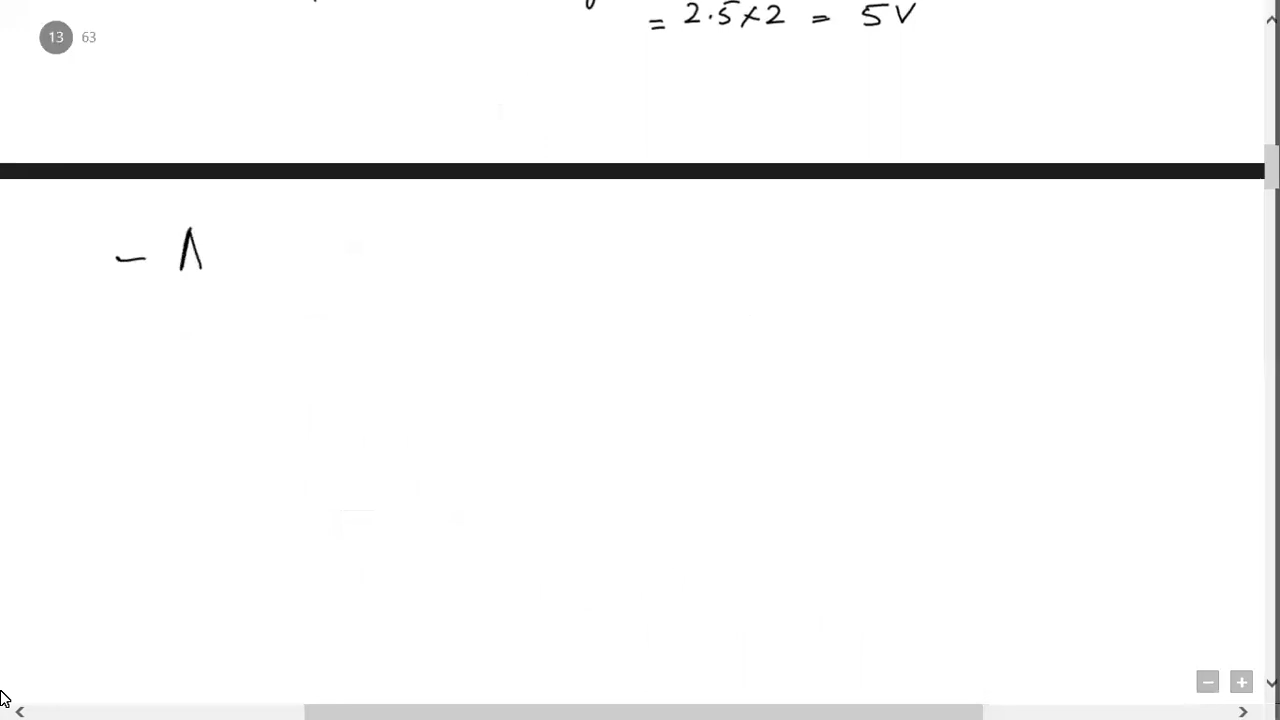 = 2.5×2 = 5V
13 63